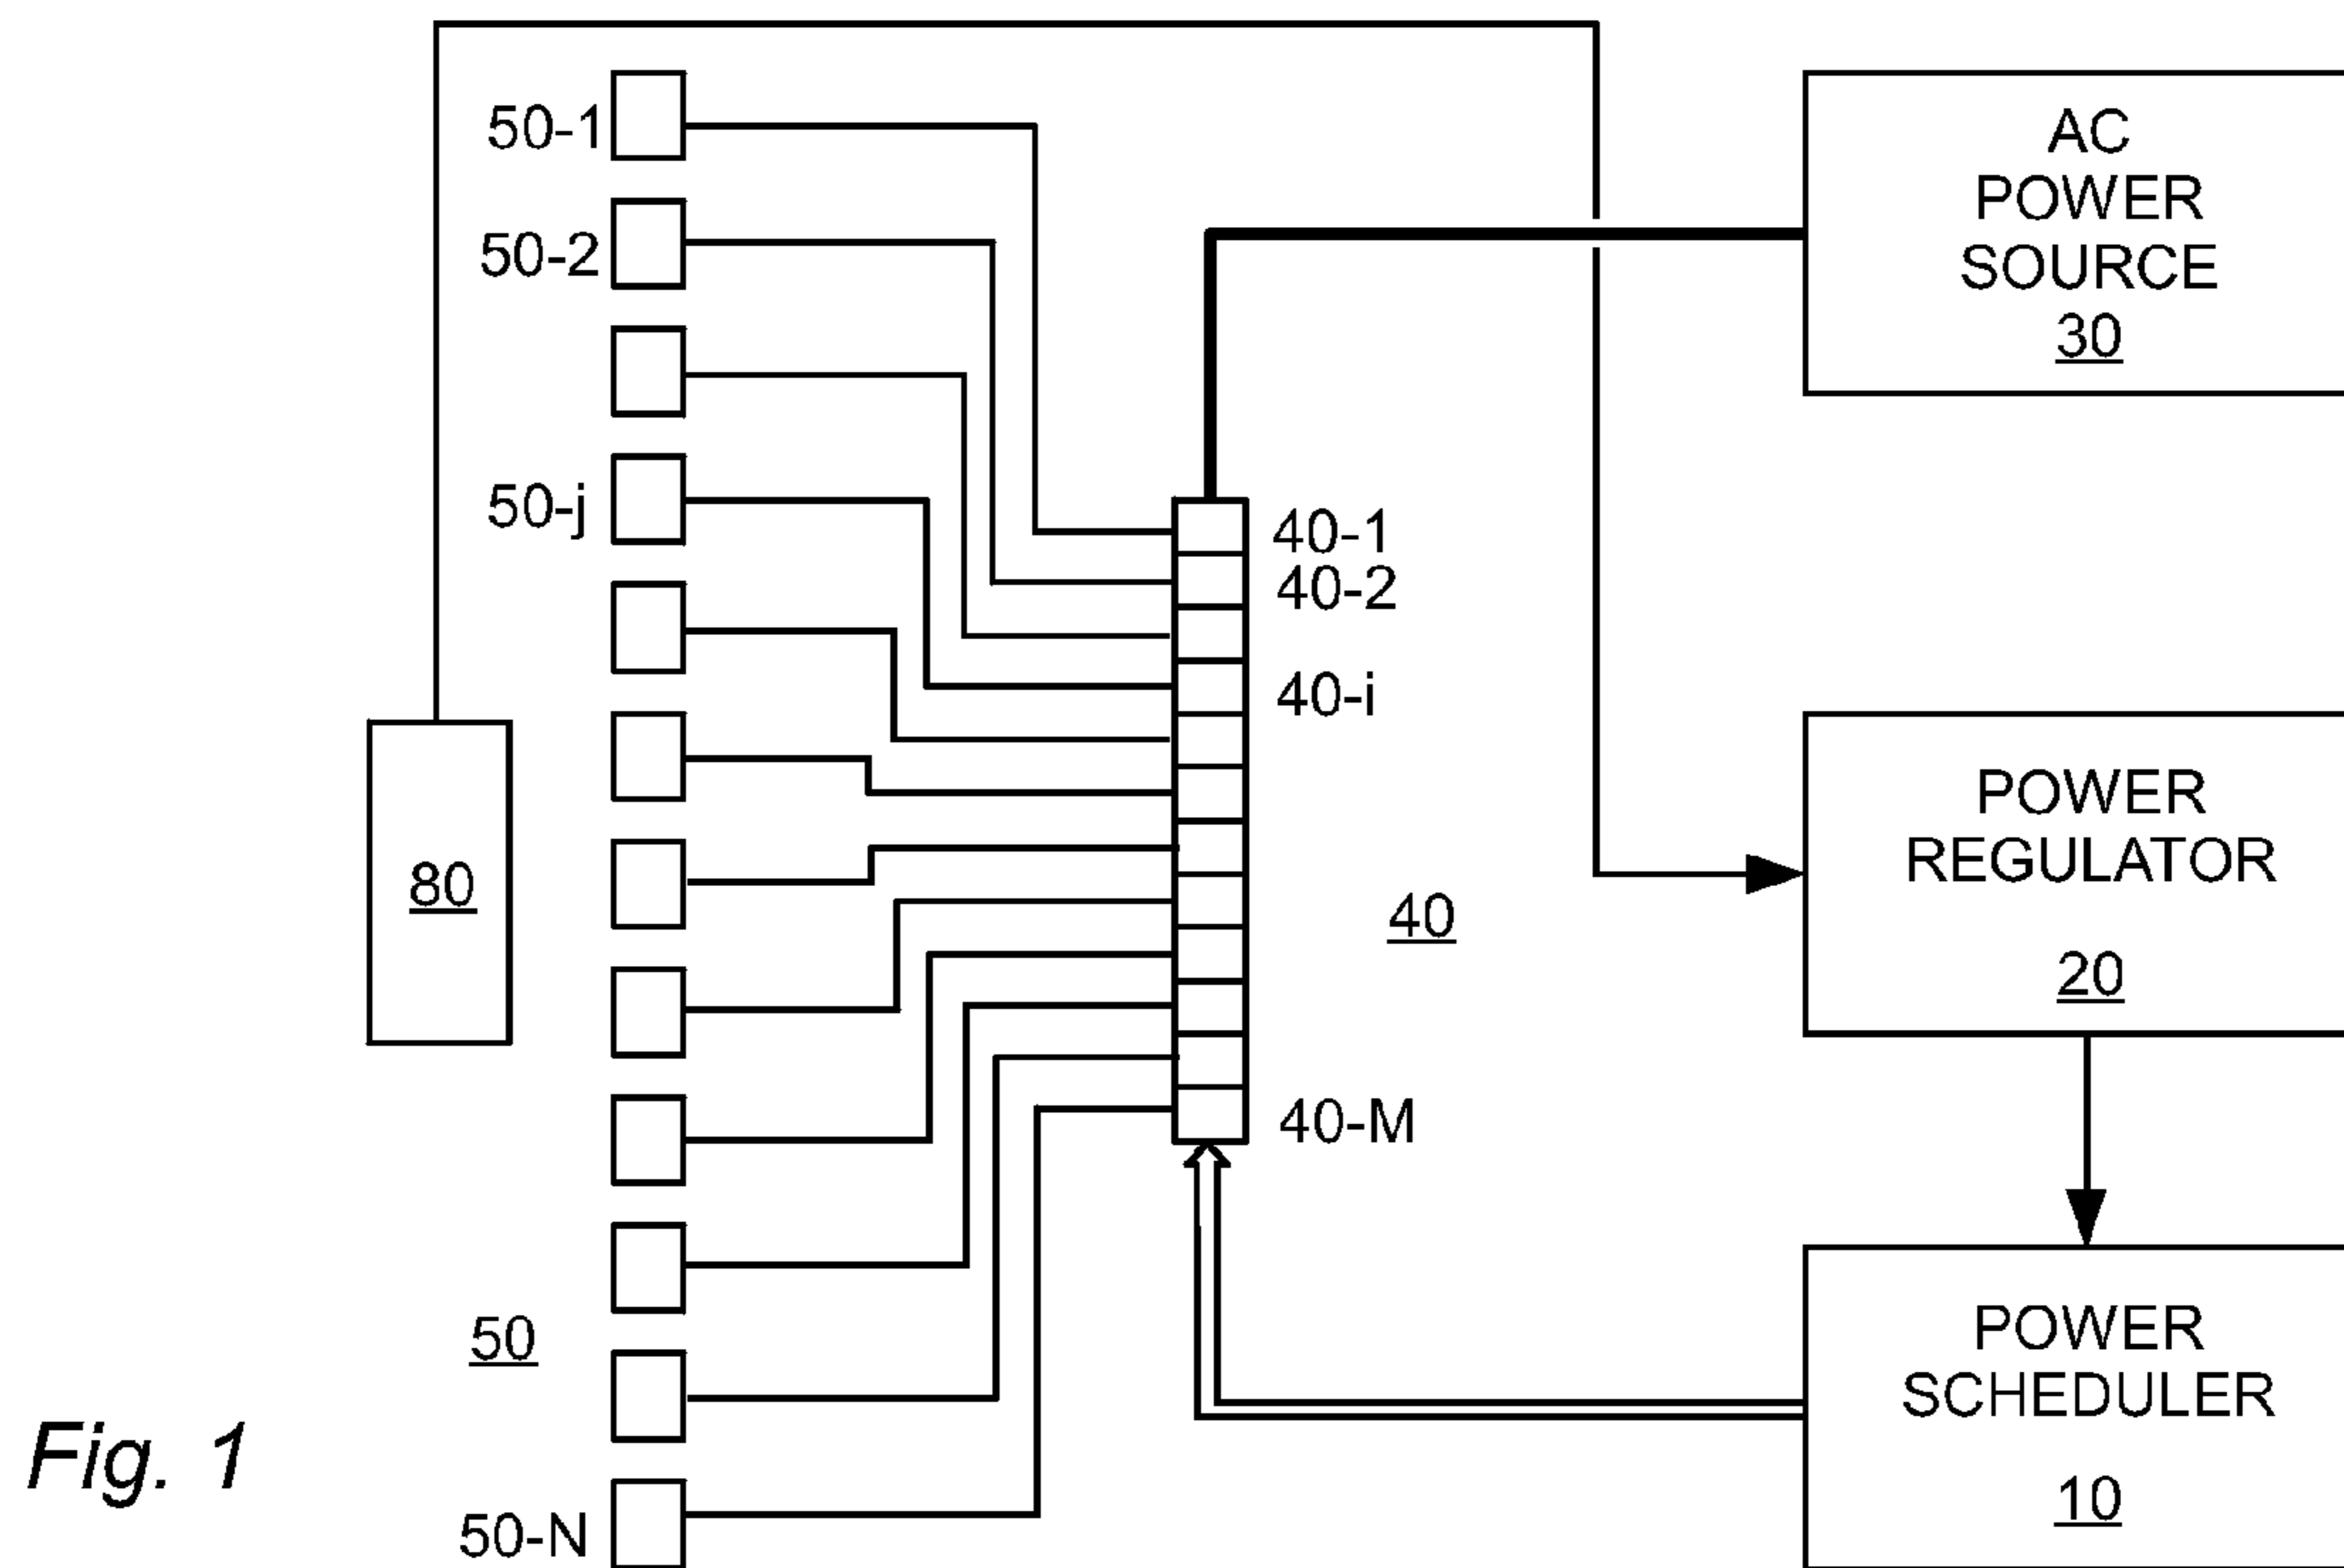 50-1
50-2
50-j
80
50
50-N
40-1
40-2
40-i
40
40-M
AC
POWER
SOURCE
30
POWER
REGULATOR
20
POWER
SCHEDULER
10
Fig. 1